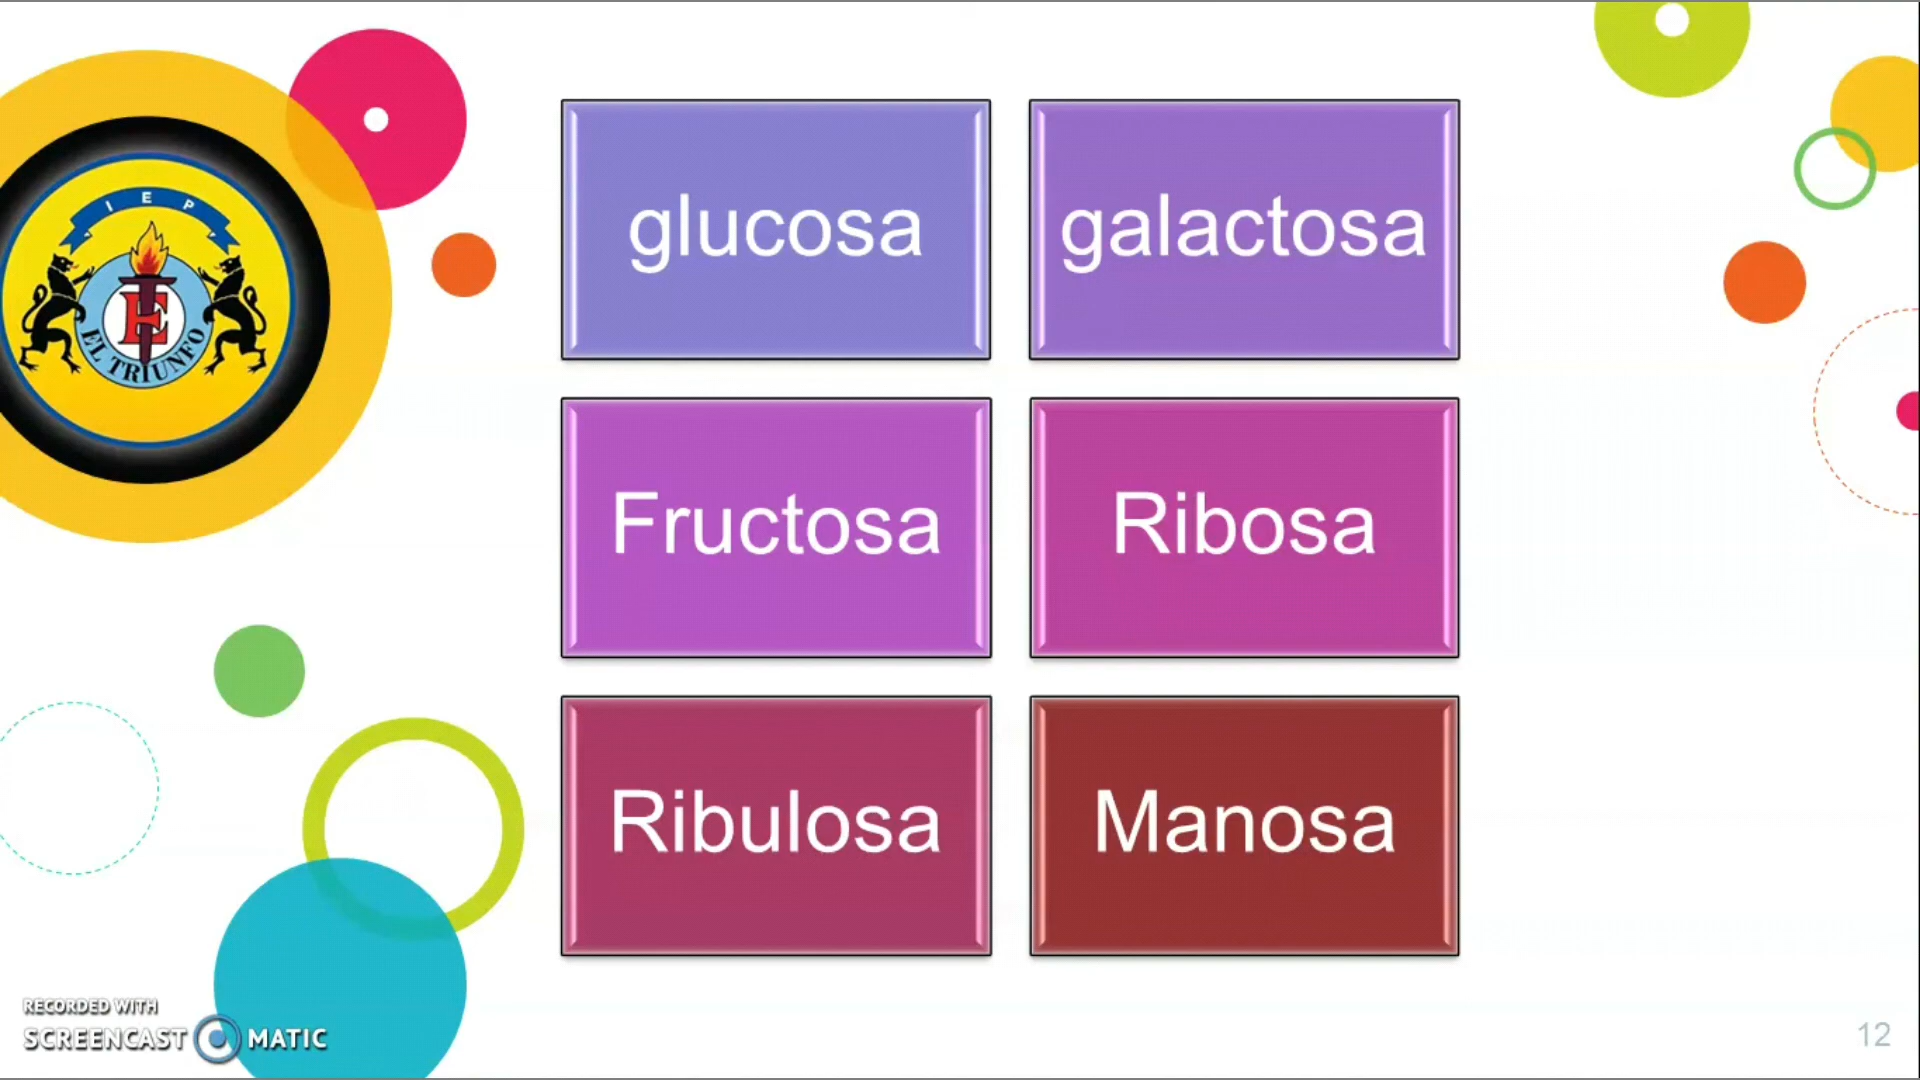 I E P
EL TRIUNFO
E
glucosa
galactosa
Fructosa
Ribosa
Ribulosa
Manosa
RECORDED WITH
SCREENCAST MATIC
12